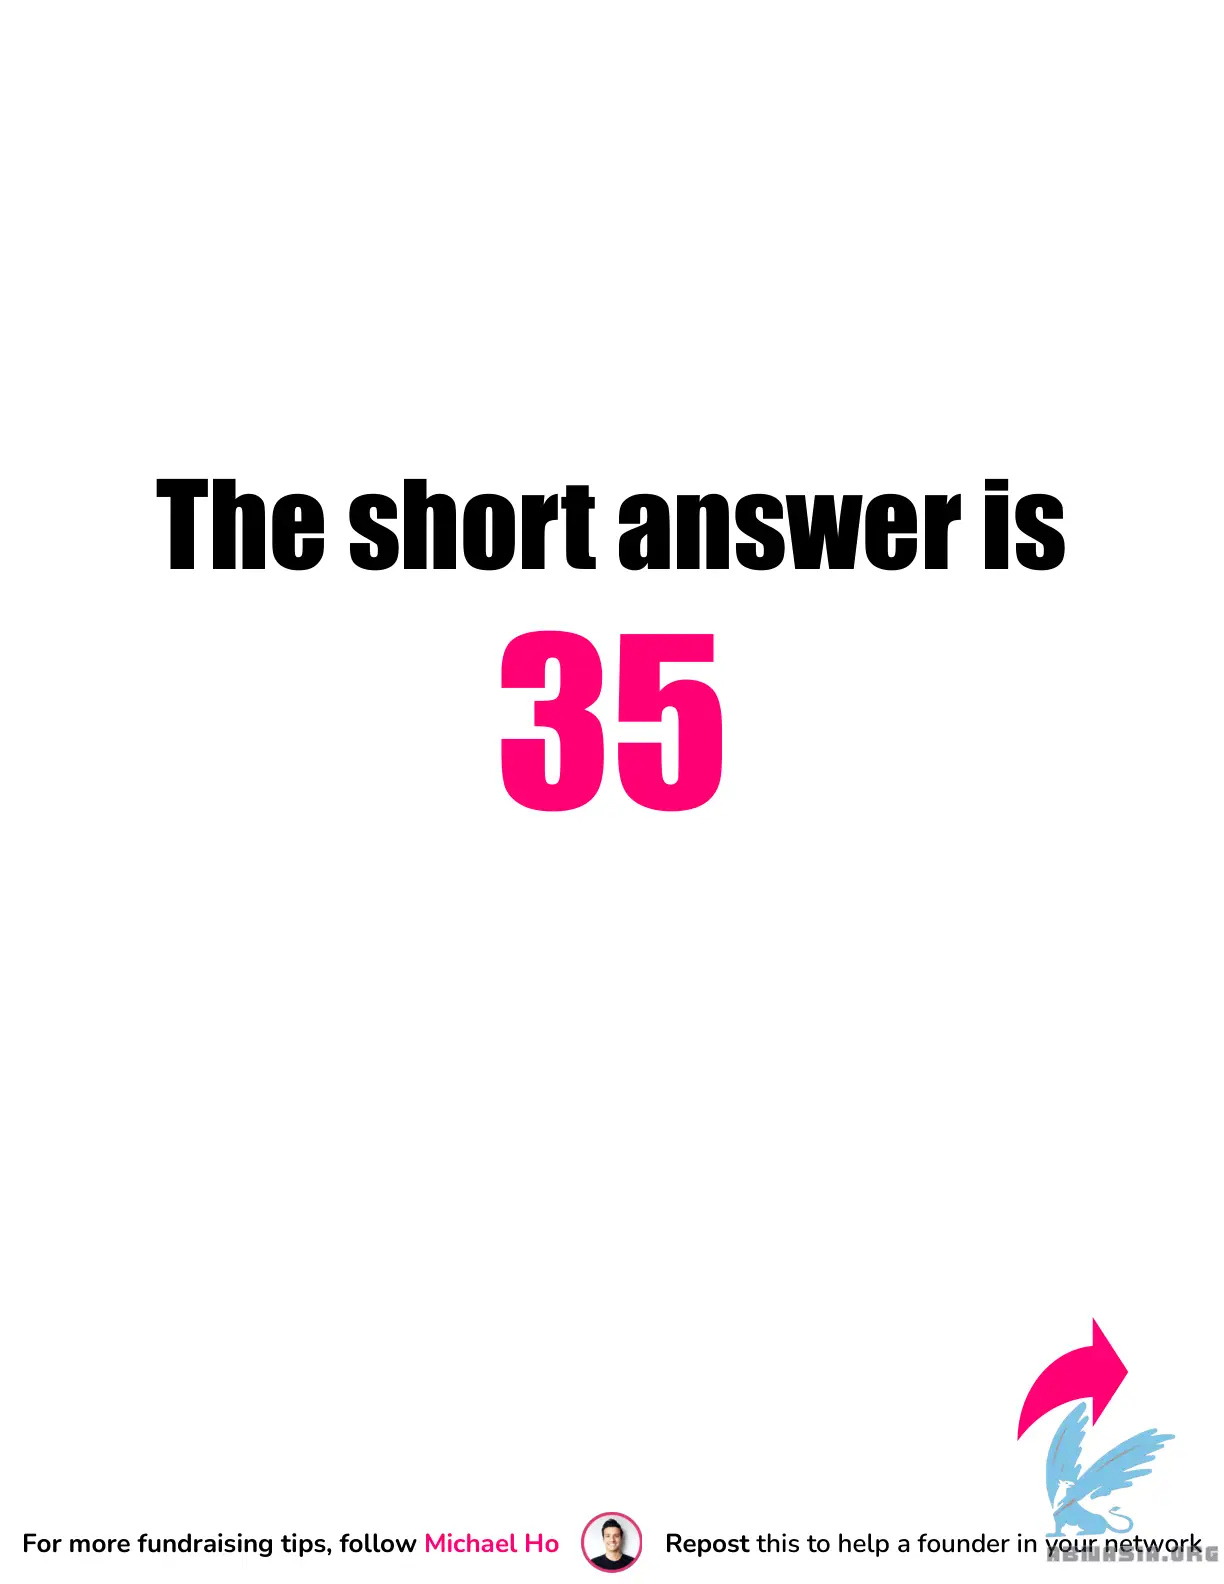 The short answer is
35
For more fundraising tips, follow Michael Ho
Repost this to help a founder in your network
ABIWASIA.ORG